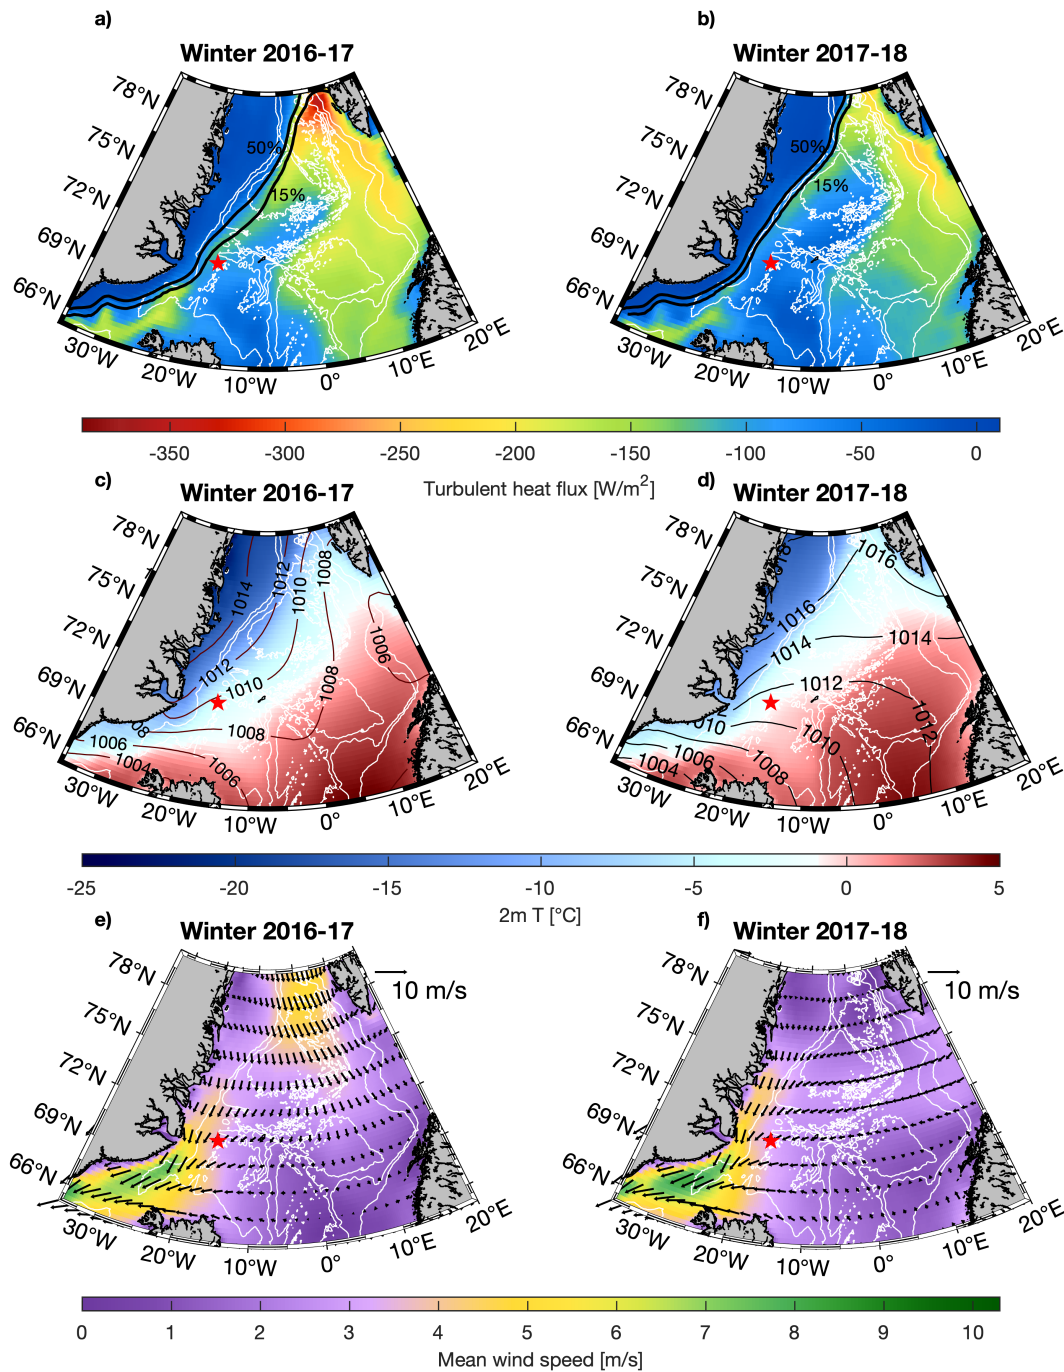 a)
b)
Winter 2016-17
Winter 2017-18
78°N
75°N
72°N
69°N
66°N
30°W
20°W
10°W
0°
10°E
20°E
50%
15%
78°N
75°N
72°N
69°N
66°N
30°W
20°W
10°W
0°
10°E
20°E
50%
15%
-350
-300
-250
-200
-150
-100
-50
0
Turbulent heat flux [W/m²]
c)
d)
Winter 2016-17
Winter 2017-18
78°N
75°N
72°N
69°N
66°N
30°W
20°W
10°W
0°
10°E
20°E
1014
1012
1010
1008
1012
1010
1008
1006
1008
1006
1004
1006
78°N
75°N
72°N
69°N
66°N
30°W
20°W
10°W
0°
10°E
20°E
1016
1016
1014
1014
1012
1012
1010
1010
1008
1006
1004
-25
-20
-15
-10
-5
0
5
2m T [°C]
e)
f)
Winter 2016-17
Winter 2017-18
10 m/s
10 m/s
78°N
75°N
72°N
69°N
66°N
30°W
20°W
10°W
0°
10°E
20°E
78°N
75°N
72°N
69°N
66°N
30°W
20°W
10°W
0°
10°E
20°E
0
1
2
3
4
5
6
7
8
9
10
Mean wind speed [m/s]